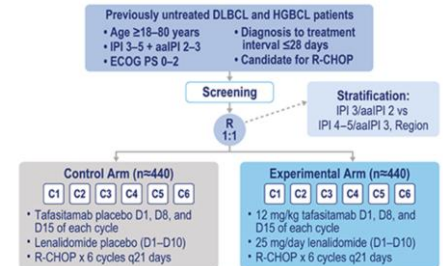 Previously untreated DLBCL and HGBCL patients
• Age ≥18–80 years
• IPI 3–5 + aaIPI 2–3
• ECOG PS 0–2
• Diagnosis to treatment
interval ≤28 days
• Candidate for R-CHOP
Screening
R
1:1
Stratification:
IPI 3/aaIPI 2 vs
IPI 4–5/aaIPI 3, Region
Control Arm (n≈440)
C1 C2 C3 C4 C5 C6
• Tafasitamab placebo D1, D8, and
D15 of each cycle
• Lenalidomide placebo (D1–D10)
• R-CHOP x 6 cycles q21 days
Experimental Arm (n≈440)
C1 C2 C3 C4 C5 C6
• 12 mg/kg tafasitamab D1, D8, and
D15 of each cycle
• 25 mg/day lenalidomide (D1–D10)
• R-CHOP x 6 cycles q21 days